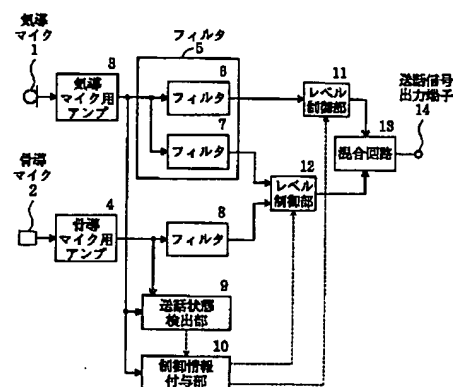 気導
マイク
1
3
気導
マイク用
アンプ
フィルタ
5
6
フィルタ
7
フィルタ
11
レベル
制御部
送話信号
出力端子
14
13
混合回路
12
レベル
制御部
骨導
マイク
2
4
骨導
マイク用
アンプ
8
フィルタ
9
送話状態
検出部
10
制御情報
付与部